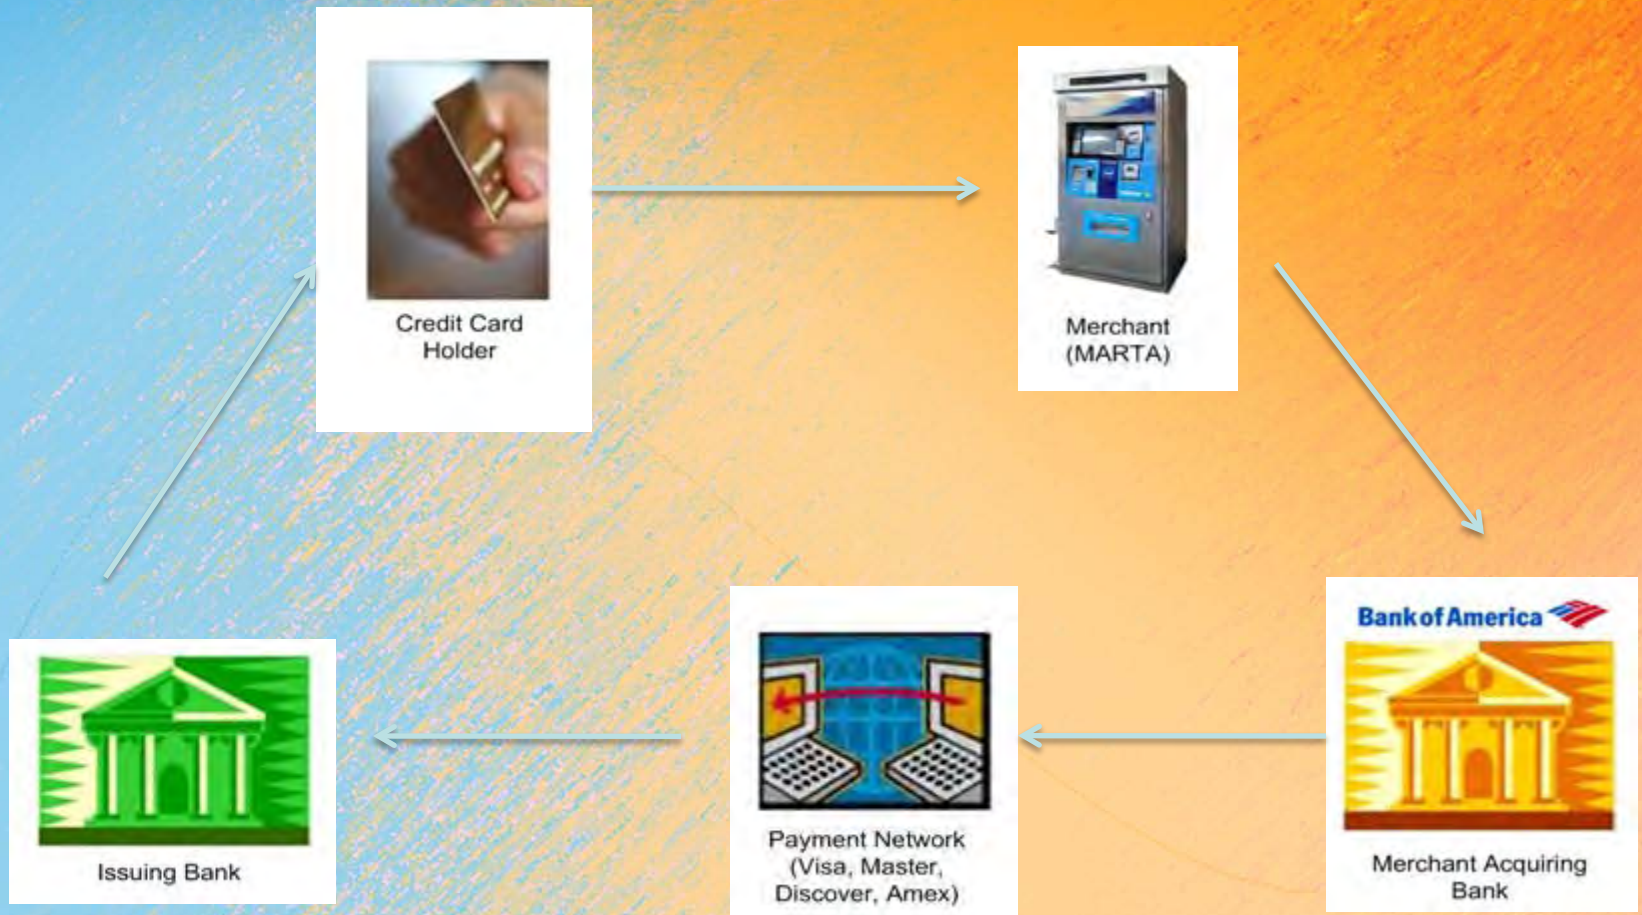 Credit Card
Holder
Merchant
(MARTA)
Bank of America
Issuing Bank
Payment Network
(Visa, Master,
Discover, Amex)
Merchant Acquiring
Bank